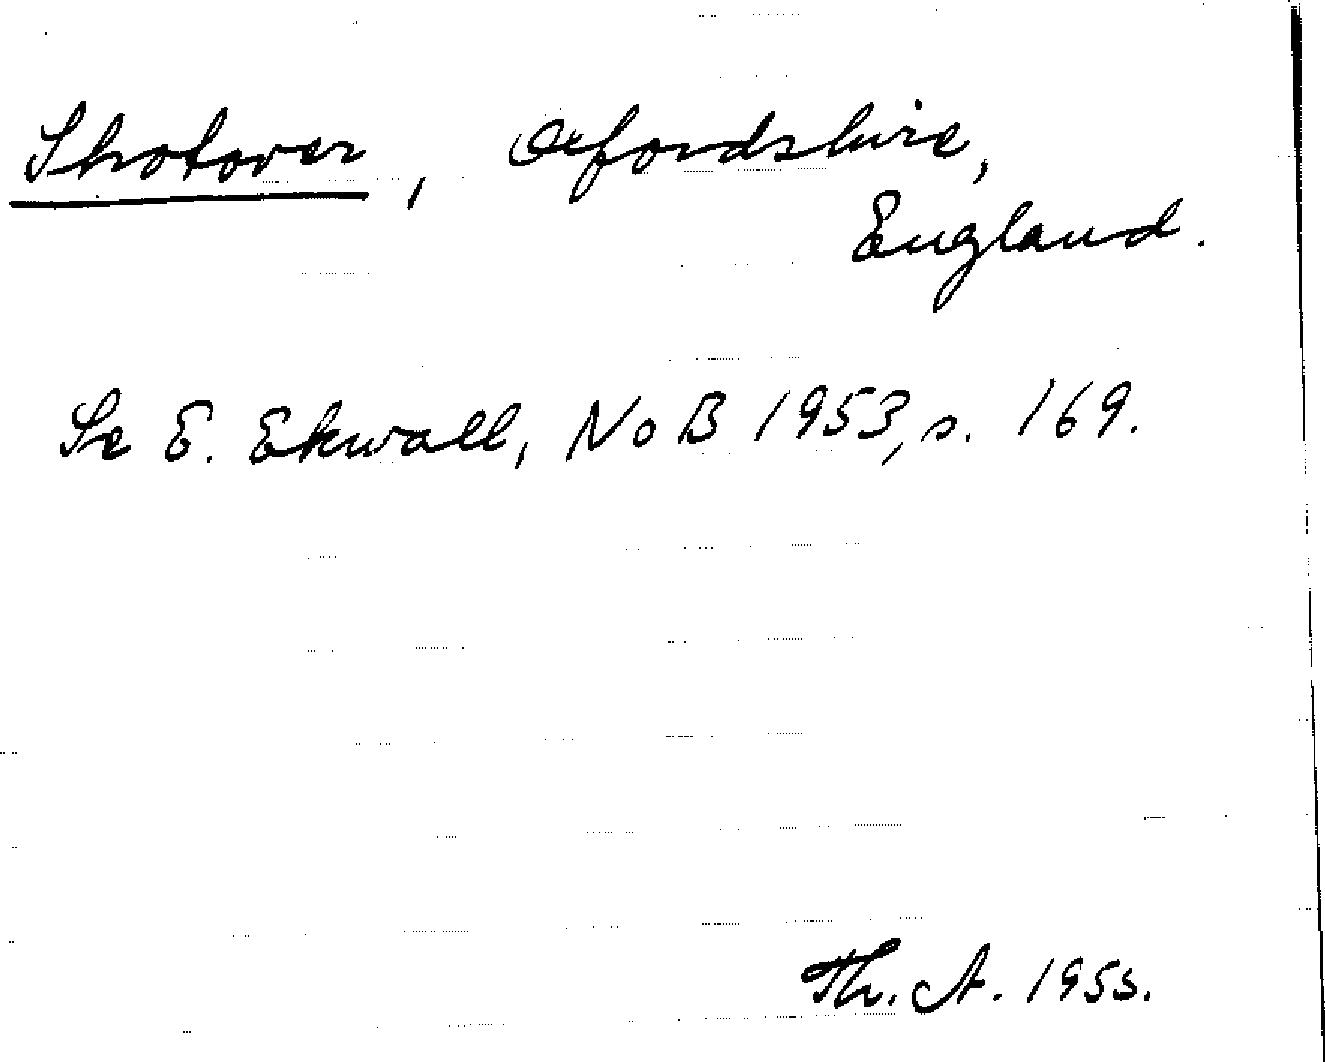 Shotover, Oxfordshire,
England.
Se E. Ekwall, NoB 1953, s. 169.
Th. A. 1955.